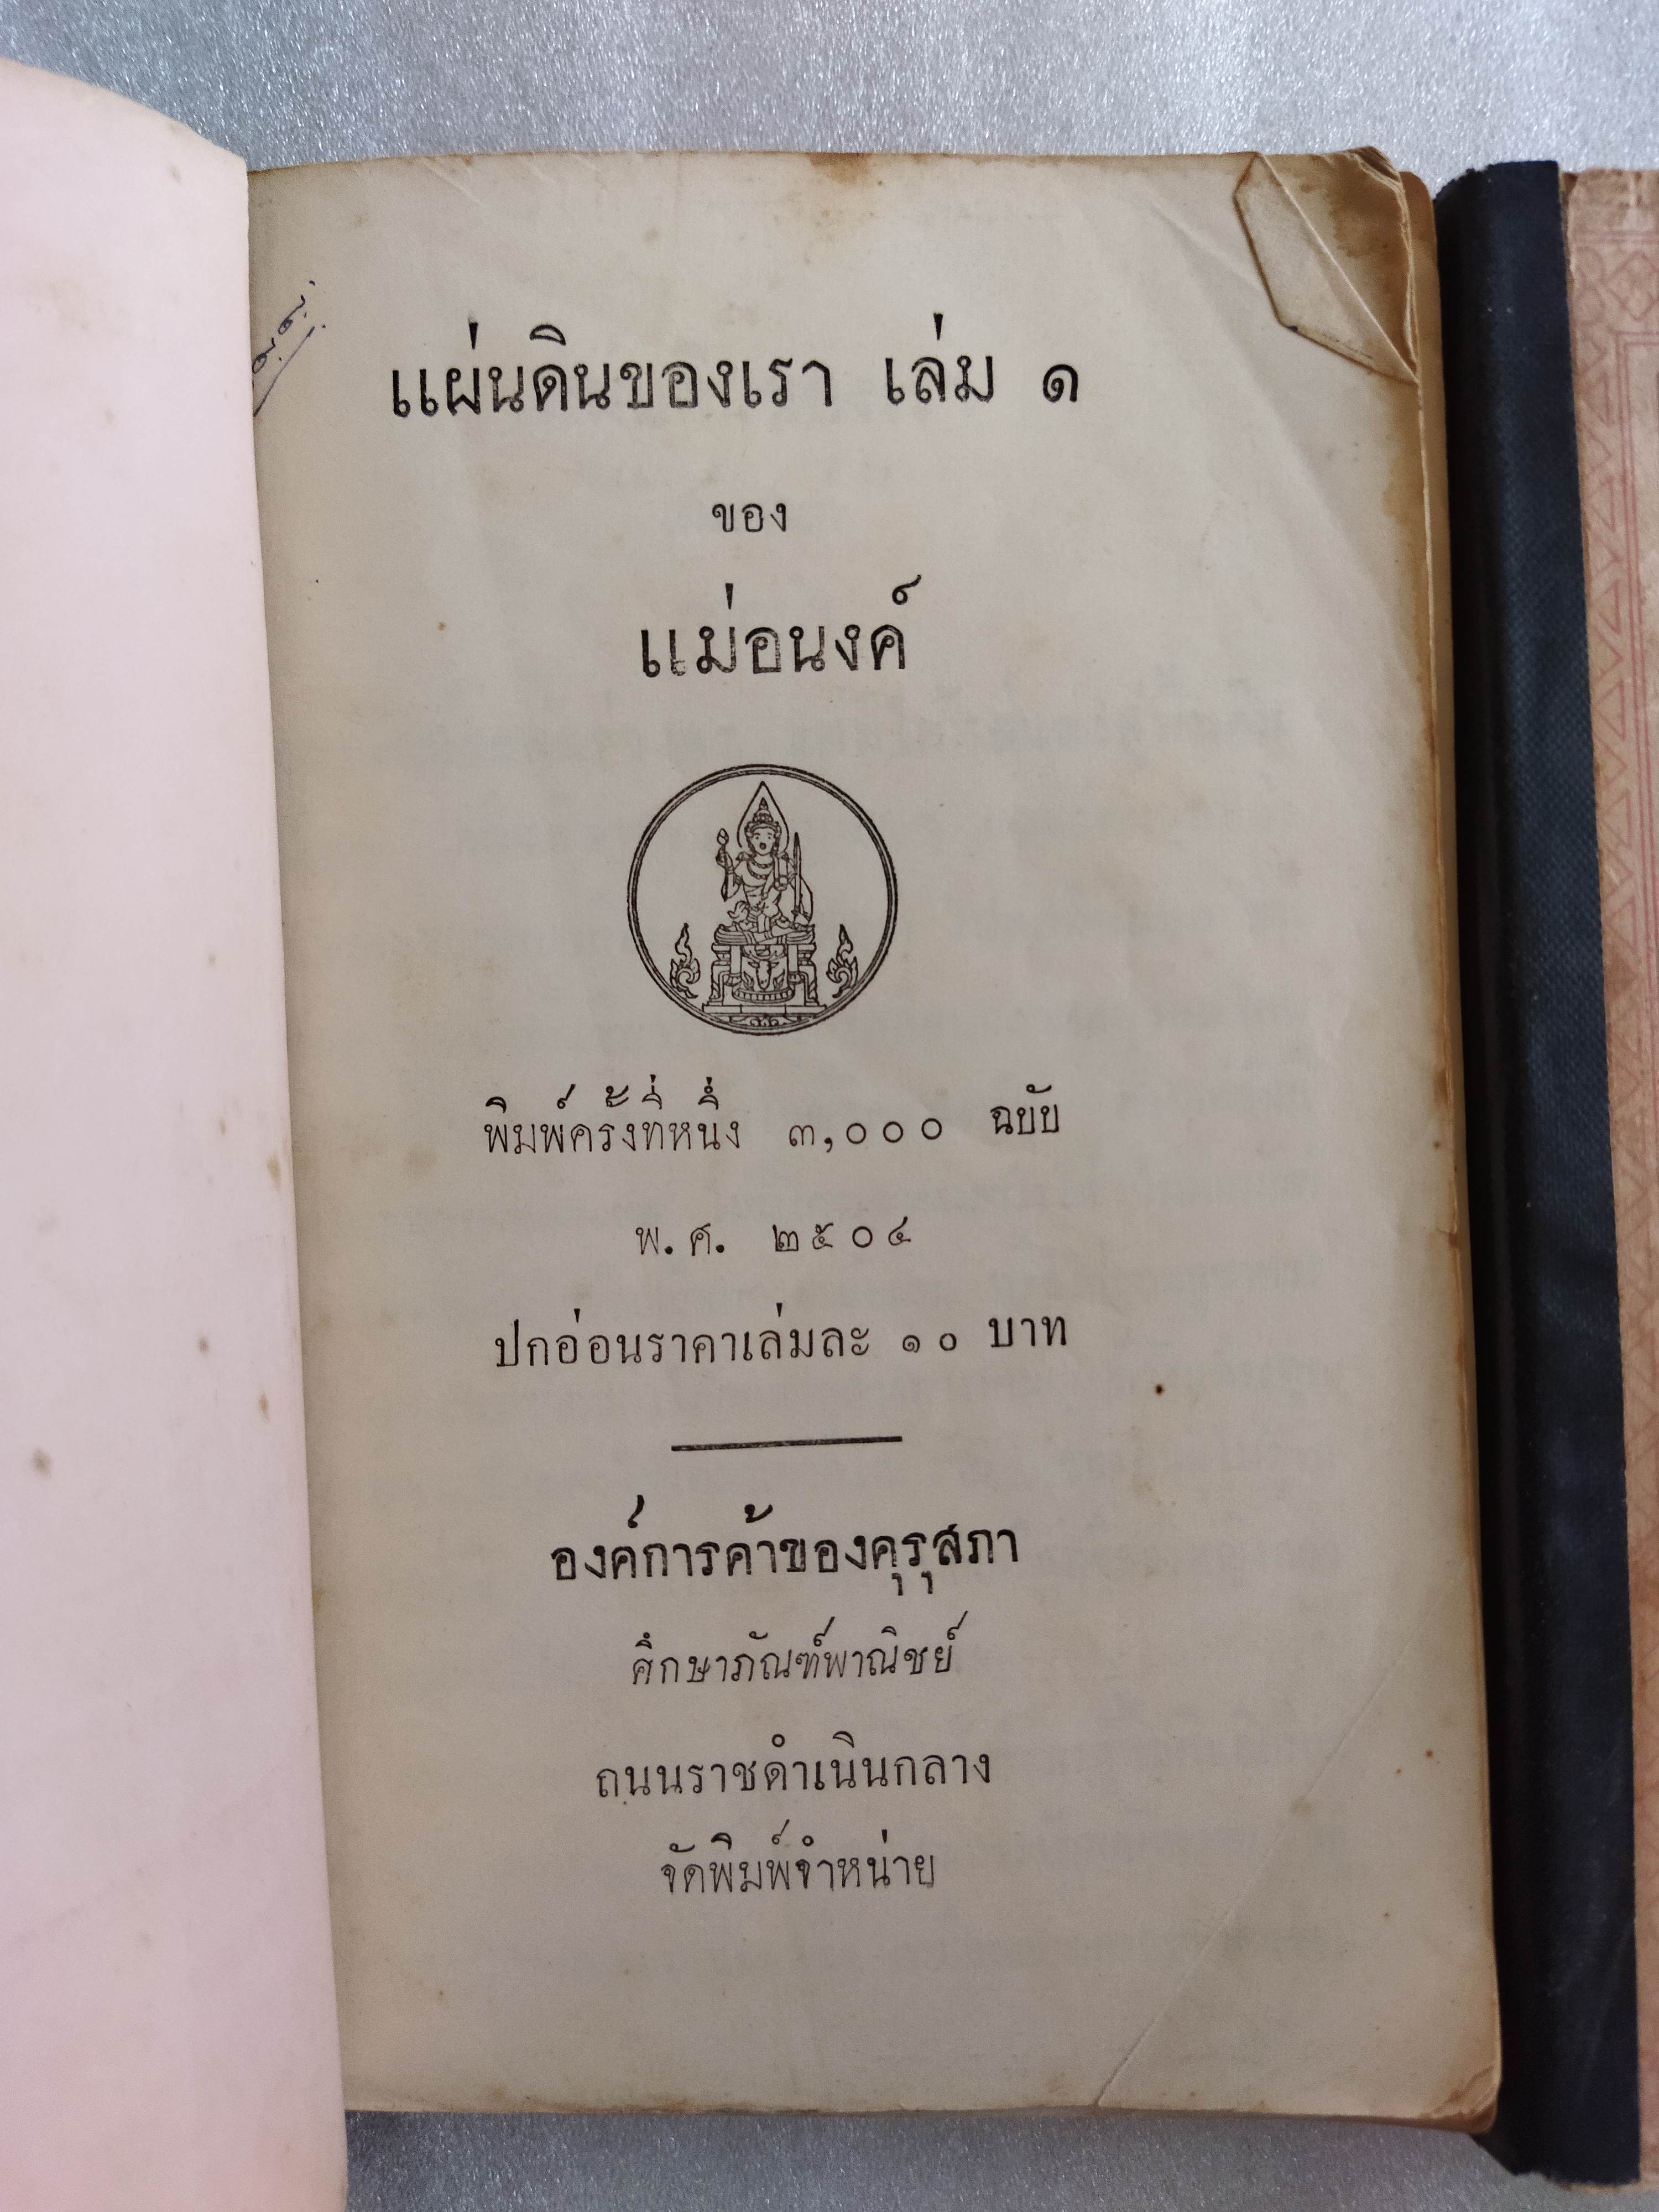 แผ่นดินของเรา เล่ม ๑
ของ
แม่อนงค์
พิมพ์ครั้งที่หนึ่ง ๓,๐๐๐ ฉบับ
พ.ศ. ๒๕๐๔
ปกอ่อนราคาเล่มละ ๑๐ บาท
องค์การค้าของคุรุสภา
ศึกษาภัณฑ์พาณิชย์
ถนนราชดำเนินกลาง
จัดพิมพ์จำหน่าย